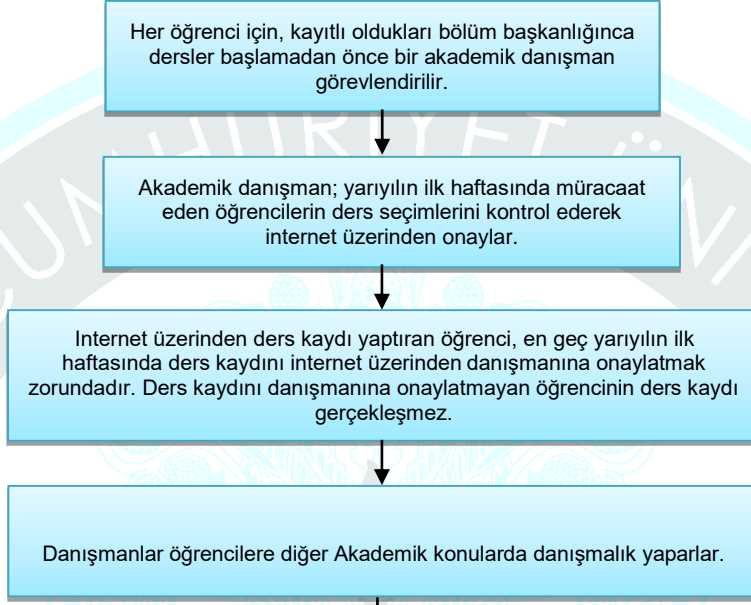 Her öğrenci için, kayıtlı oldukları bölüm başkanlığınca
dersler başlamadan önce bir akademik danışman
görevlendirilir.
Akademik danışman; yarıyılın ilk haftasında müracaat
eden öğrencilerin ders seçimlerini kontrol ederek
internet üzerinden onaylar.
Internet üzerinden ders kaydı yaptıran öğrenci, en geç yarıyılın ilk
haftasında ders kaydını internet üzerinden danışmanına onaylatmak
zorundadır. Ders kaydını danışmanına onaylatmayan öğrencinin ders kaydı
gerçekleşmez.
Danışmanlar öğrencilere diğer Akademik konularda danışmalık yaparlar.
CUMHURİYET ÜNİ